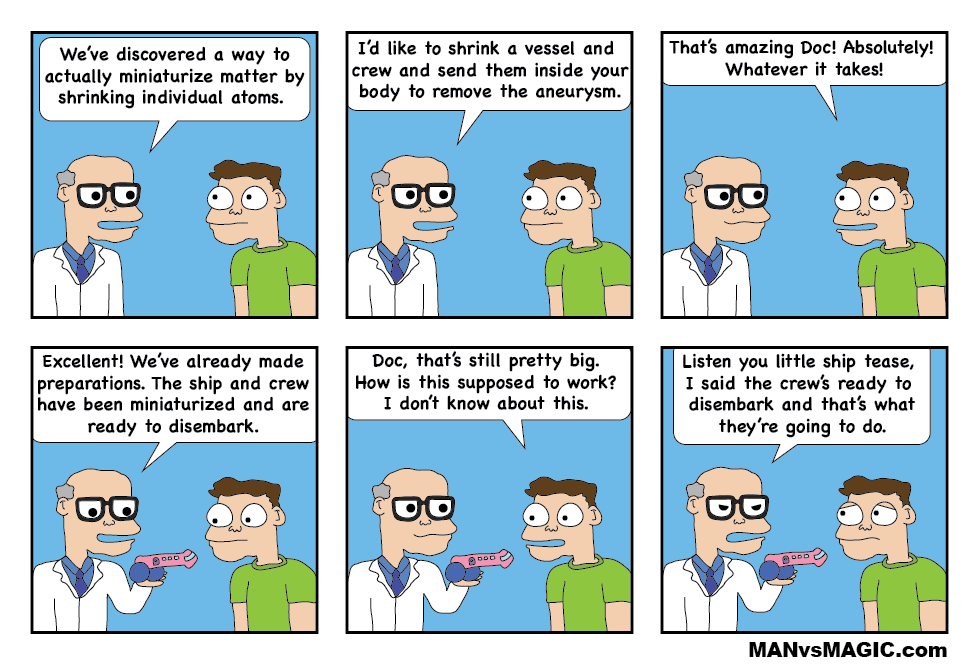 We've discovered a way to
actually miniaturize matter by
shrinking individual atoms.
I'd like to shrink a vessel and
crew and send them inside your
body to remove the aneurysm.
That's amazing Doc! Absolutely!
Whatever it takes!
Excellent! We've already made
preparations. The ship and crew
have been miniaturized and are
ready to disembark.
Doc, that's still pretty big.
How is this supposed to work?
I don't know about this.
Listen you little ship tease,
I said the crew's ready to
disembark and that's what
they're going to do.
MANvsMAGIC.com